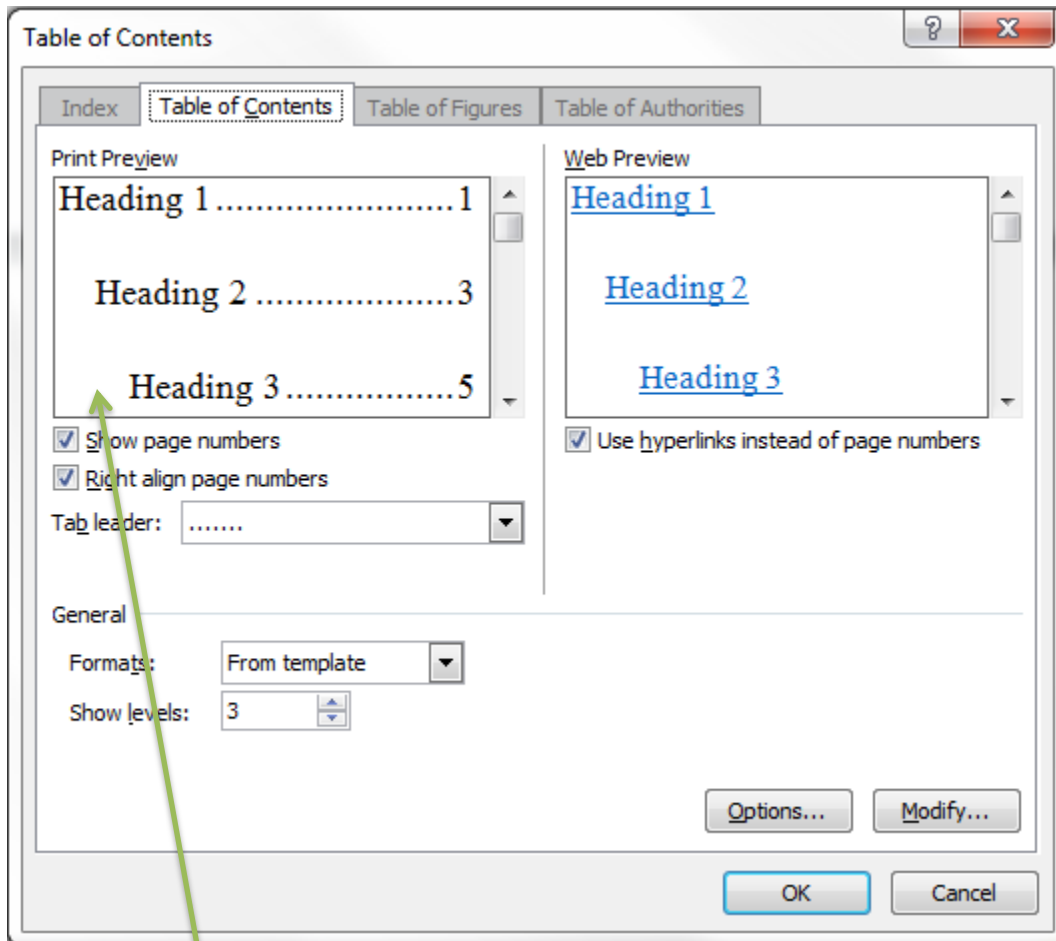 Table of Contents
Index Table of Contents Table of Figures Table of Authorities
Print Preview
Heading 1........................1
Heading 2....................3
Heading 3.................5
Show page numbers
Right align page numbers
Tab leader: .......
Web Preview
Heading 1
Heading 2
Heading 3
Use hyperlinks instead of page numbers
General
Formats: From template
Show levels: 3
Options... Modify...
OK Cancel